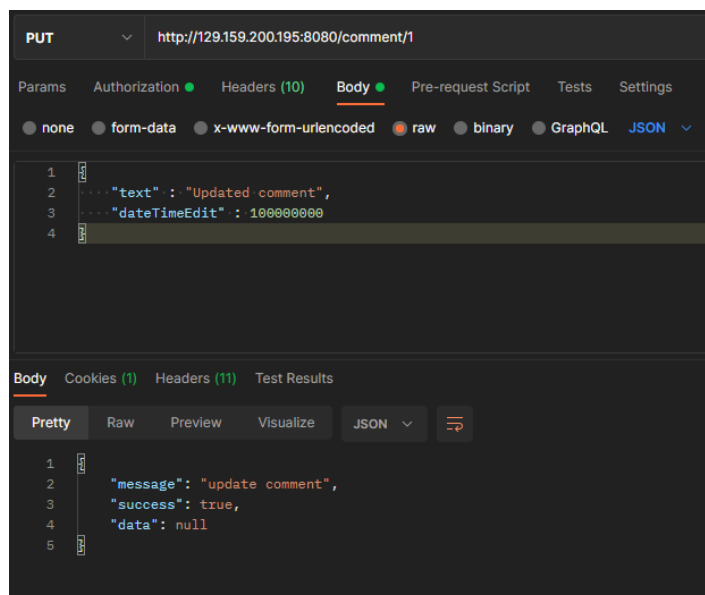 PUT http://129.159.200.195:8080/comment/1
Params Authorization Headers (10) Body Pre-request Script Tests Settings
none form-data x-www-form-urlencoded raw binary GraphQL JSON
1 {
2 ····"text"·:·"Updated·comment",
3 ····"dateTimeEdit"·:·100000000
4 }
Body Cookies (1) Headers (11) Test Results
Pretty Raw Preview Visualize JSON
1 {
2 "message": "update comment",
3 "success": true,
4 "data": null
5 }